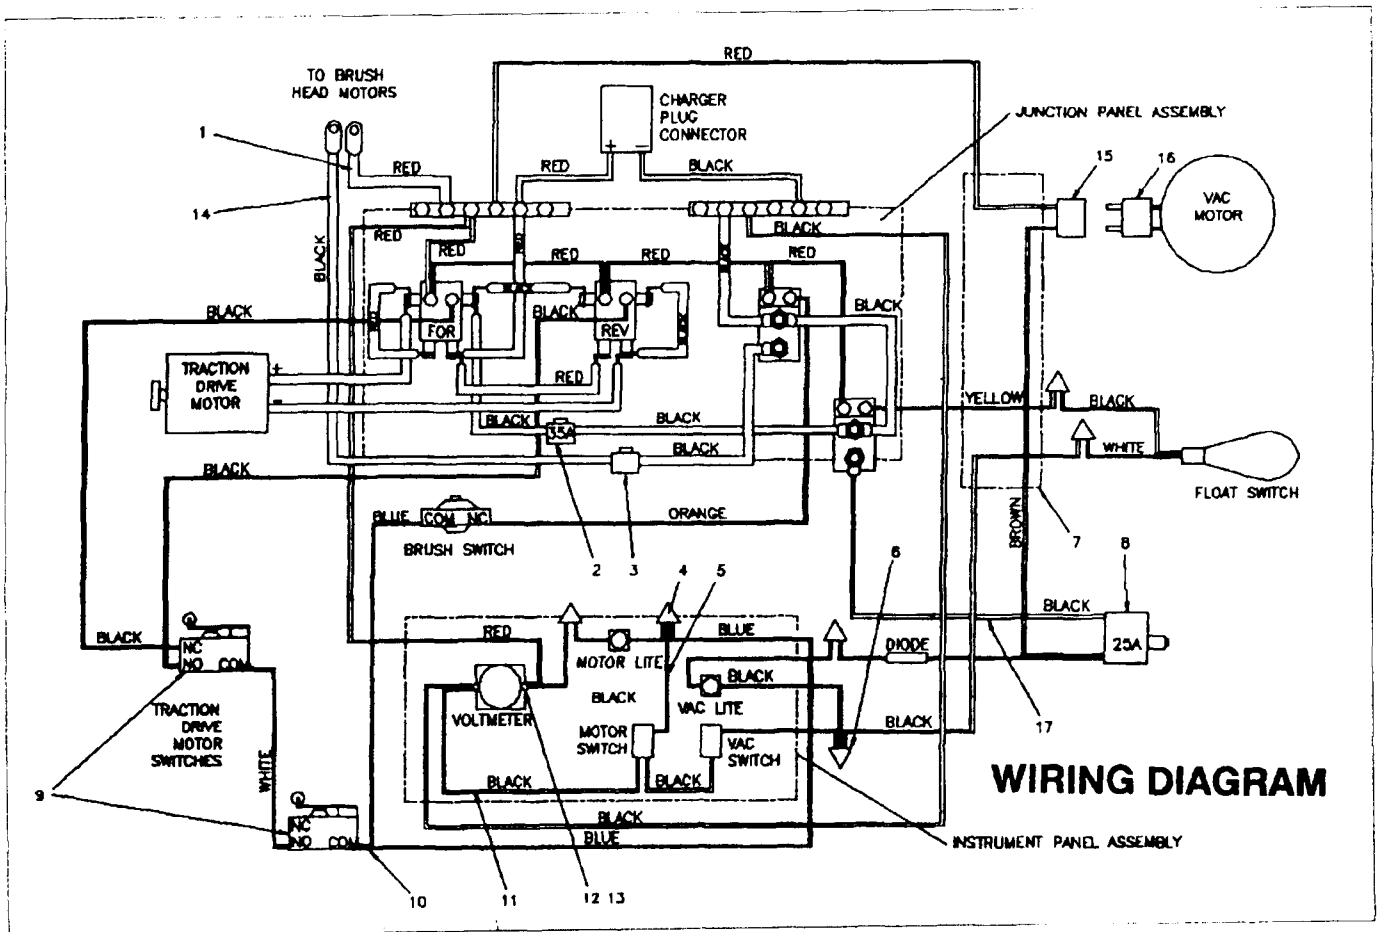 RED
TO BRUSH
HEAD MOTORS
CHARGER
PLUG
CONNECTOR
+ −
JUNCTION PANEL ASSEMBLY
1
RED
RED
BLACK
15
16
VAC
MOTOR
14
RED
RED
RED
BLACK
BLACK
RED
RED
RED
BLACK
BLACK
BLACK
FOR
REV
TRACTION
DRIVE
MOTOR
+
−
RED
YELLOW
BLACK
BLACK
BLACK
35A
BLACK
WHITE
BLACK
FLOAT SWITCH
BLUE
COM NC
ORANGE
BRUSH SWITCH
BROWN
7
8
2
3
4
5
6
BLACK
25A
BLACK
NC
NO COM
RED
BLUE
MOTOR LITE
DIODE
BLACK
VAC LITE
BLACK
VOLTMETER
BLACK
17
TRACTION
DRIVE
MOTOR
SWITCHES
MOTOR
SWITCH
VAC
SWITCH
WHITE
9
BLACK
BLACK
WIRING DIAGRAM
NC
NO COM
BLACK
BLUE
INSTRUMENT PANEL ASSEMBLY
10
11
12 13